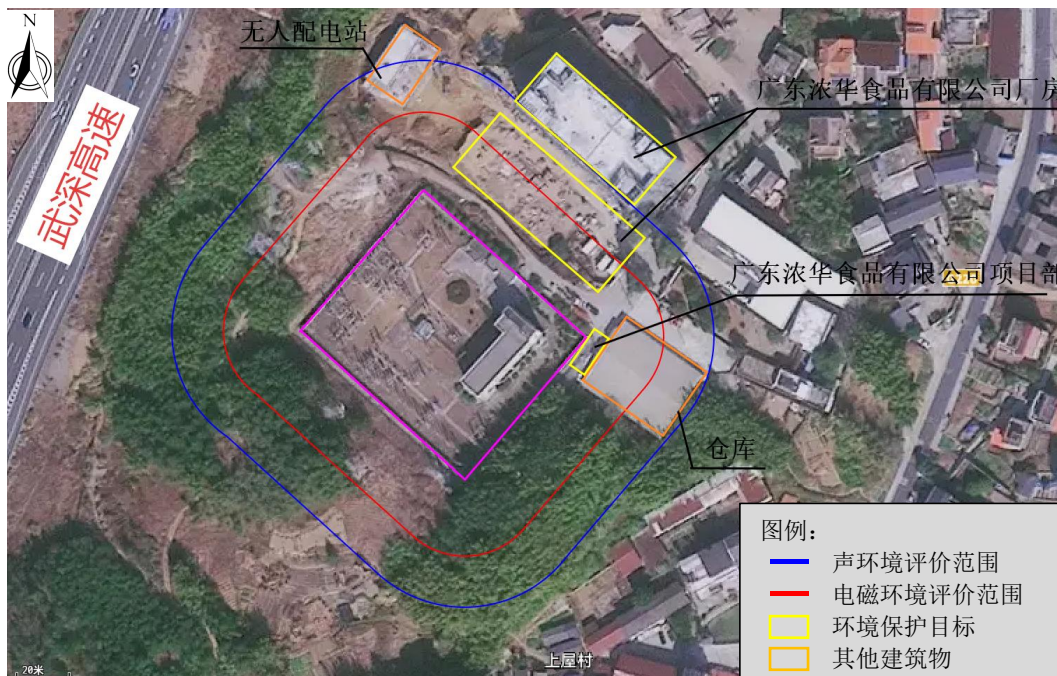 N
无人配电站
广东浓华食品有限公司厂房
武深高速
广东浓华食品有限公司项目部
仓库
图例：
声环境评价范围
电磁环境评价范围
环境保护目标
其他建筑物
20米
上屋村